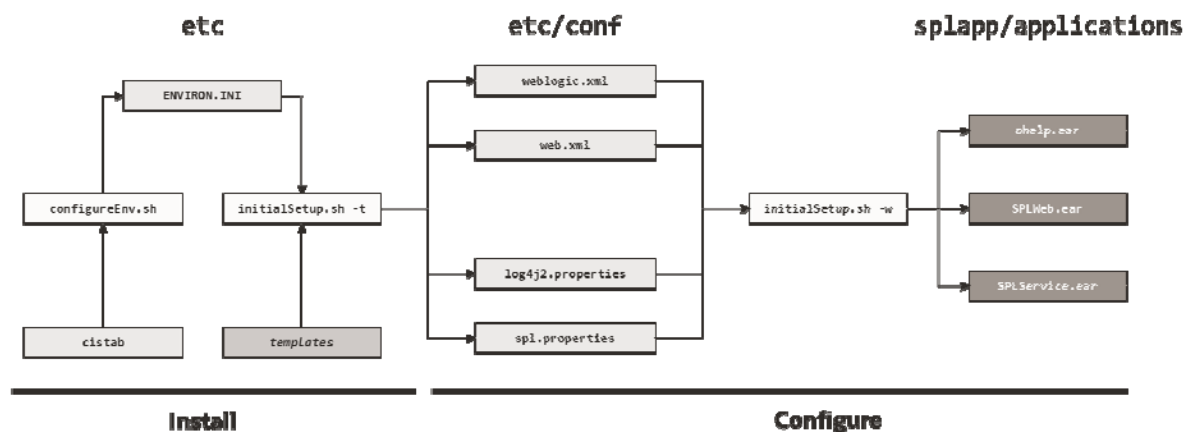 etc
etc/conf
splapp/applications
ENVIRON.INI
weblogic.xml
web.xml
ohelp.ear
configureEnv.sh
initialSetup.sh -t
initialSetup.sh -w
SPLWeb.ear
log4j2.properties
SPLService.ear
cistab
templates
spl.properties
Install
Configure